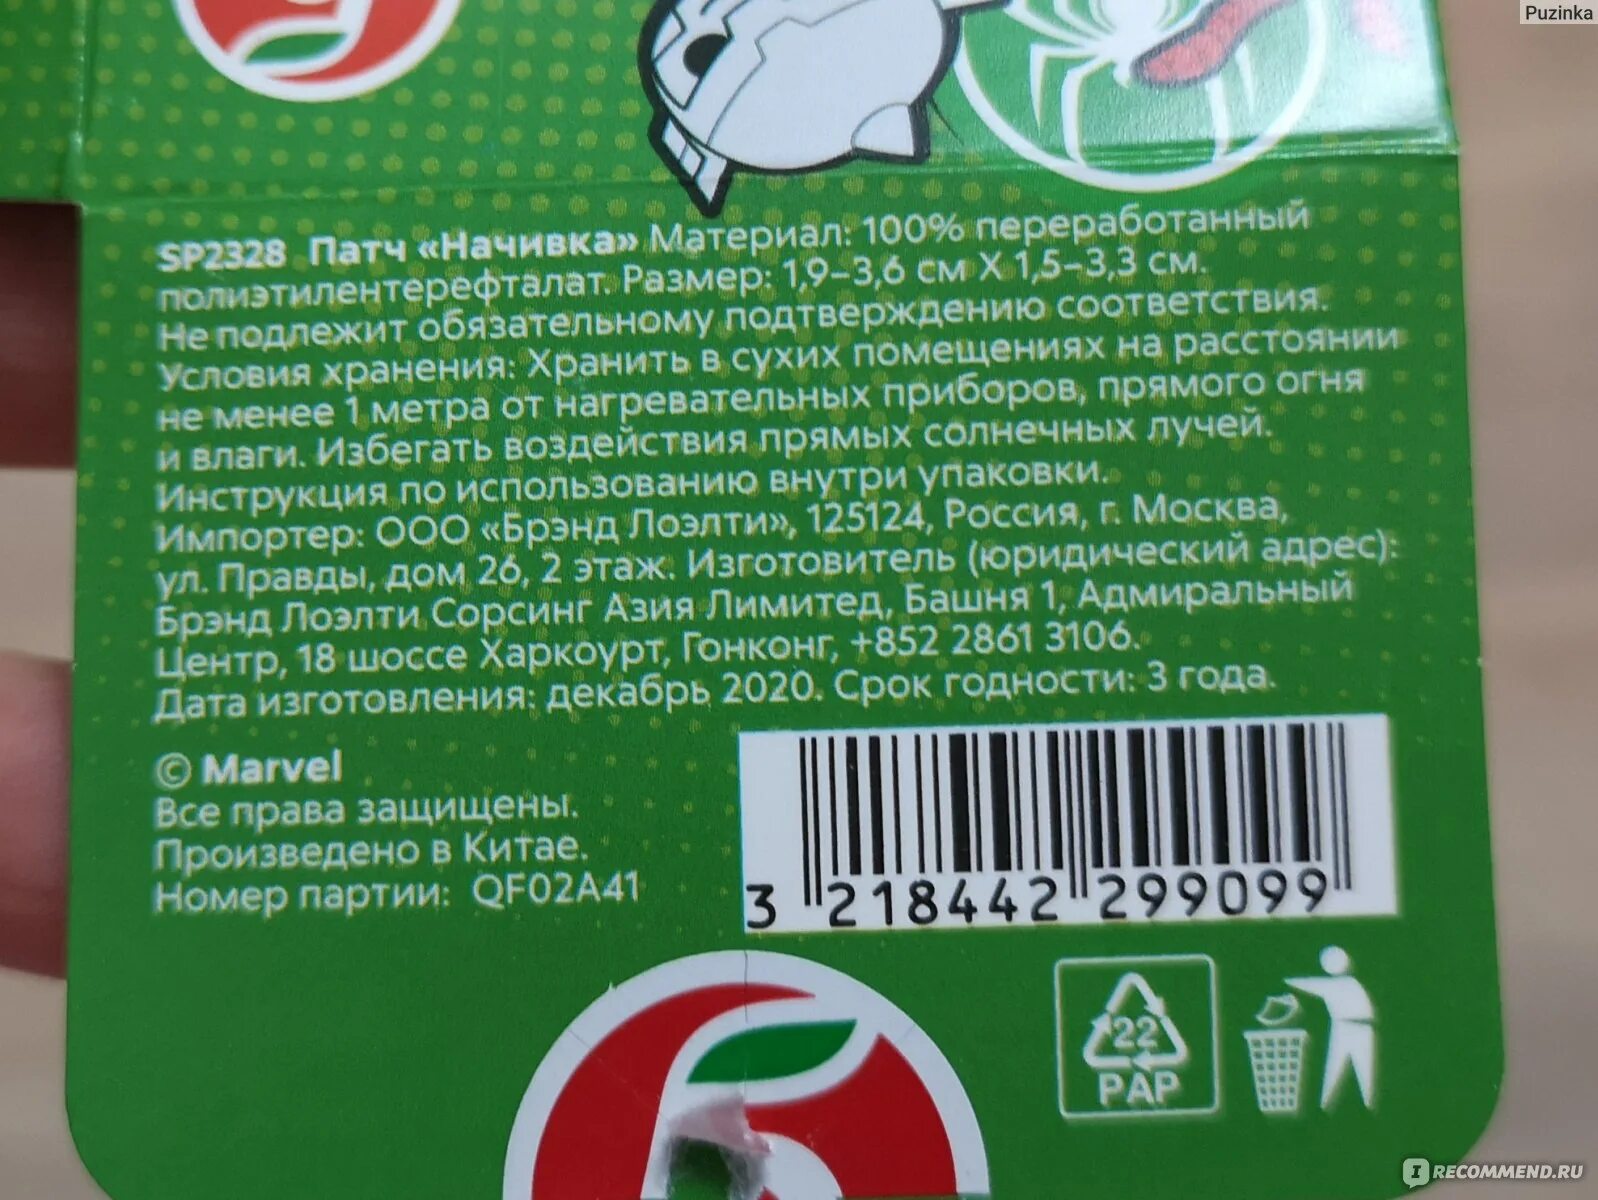 Puzinka
SP2328 Патч «Начивка» Материал: 100% переработанный
полиэтилентерефталат. Размер: 1,9–3,6 см X 1,5–3,3 см.
Не подлежит обязательному подтверждению соответствия.
Условия хранения: Хранить в сухих помещениях на расстоянии
не менее 1 метра от нагревательных приборов, прямого огня
и влаги. Избегать воздействия прямых солнечных лучей.
Инструкция по использованию внутри упаковки.
Импортер: ООО «Брэнд Лоэлти», 125124, Россия, г. Москва,
ул. Правды, дом 26, 2 этаж. Изготовитель (юридический адрес):
Брэнд Лоэлти Сорсинг Азия Лимитед, Башня 1, Адмиральный
Центр, 18 шоссе Харкоурт, Гонконг, +852 2861 3106.
Дата изготовления: декабрь 2020. Срок годности: 3 года.
© Marvel
Все права защищены.
Произведено в Китае.
Номер партии: QF02A41
3 218442 299099
22
PAP
IRECOMMEND.RU